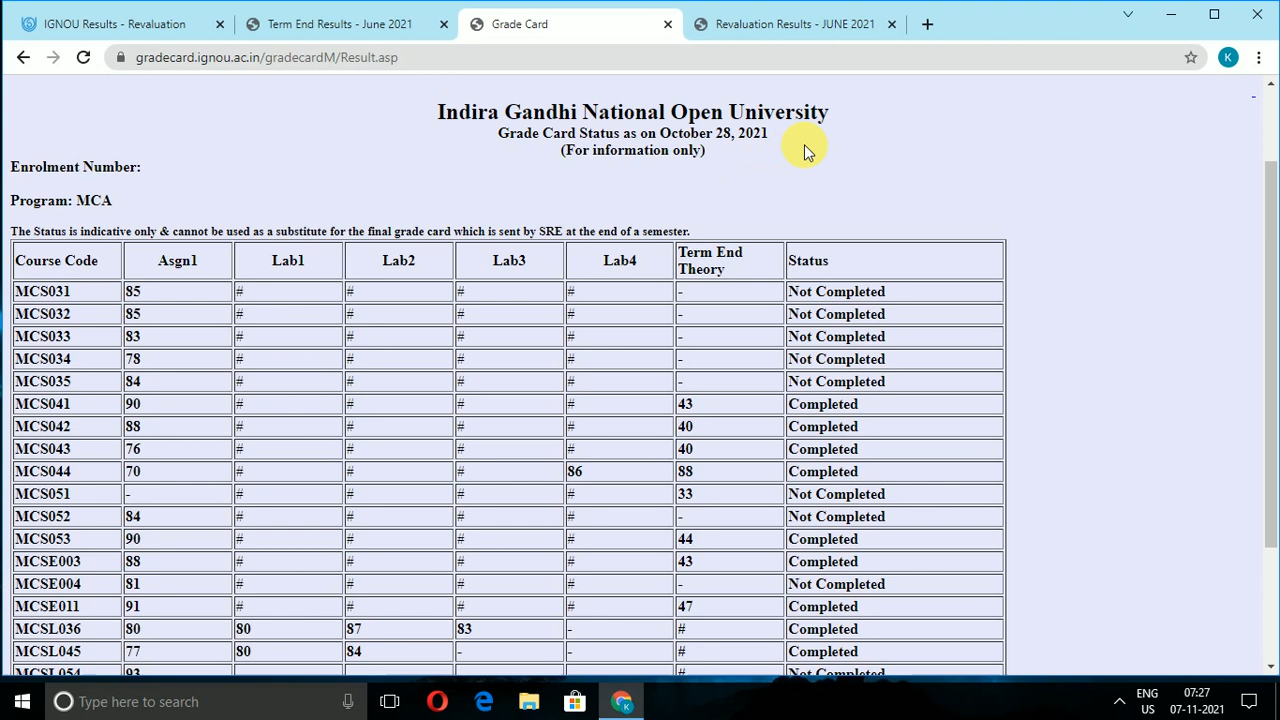 IGNOU Results - Revaluation
Term End Results - June 2021
Grade Card
Revaluation Results - JUNE 2021
gradecard.ignou.ac.in/gradecardM/Result.asp
K
Indira Gandhi National Open University
Grade Card Status as on October 28, 2021
(For information only)
Enrolment Number:
Program: MCA
The Status is indicative only & cannot be used as a substitute for the final grade card which is sent by SRE at the end of a semester.
Course Code Asgn1 Lab1 Lab2 Lab3 Lab4 Term End Theory Status
MCS031 85 # # # # - Not Completed
MCS032 85 # # # # - Not Completed
MCS033 83 # # # # - Not Completed
MCS034 78 # # # # - Not Completed
MCS035 84 # # # # - Not Completed
MCS041 90 # # # # 43 Completed
MCS042 88 # # # # 40 Completed
MCS043 76 # # # # 40 Completed
MCS044 70 # # # 86 88 Completed
MCS051 - # # # # 33 Not Completed
MCS052 84 # # # # - Not Completed
MCS053 90 # # # # 44 Completed
MCSE003 88 # # # # 43 Completed
MCSE004 81 # # # # - Not Completed
MCSE011 91 # # # # 47 Completed
MCSL036 80 80 87 83 - # Completed
MCSL045 77 80 84 - - # Completed
MCSL054 93 # Not Completed
Type here to search
K
ENG
US
07:27
07-11-2021